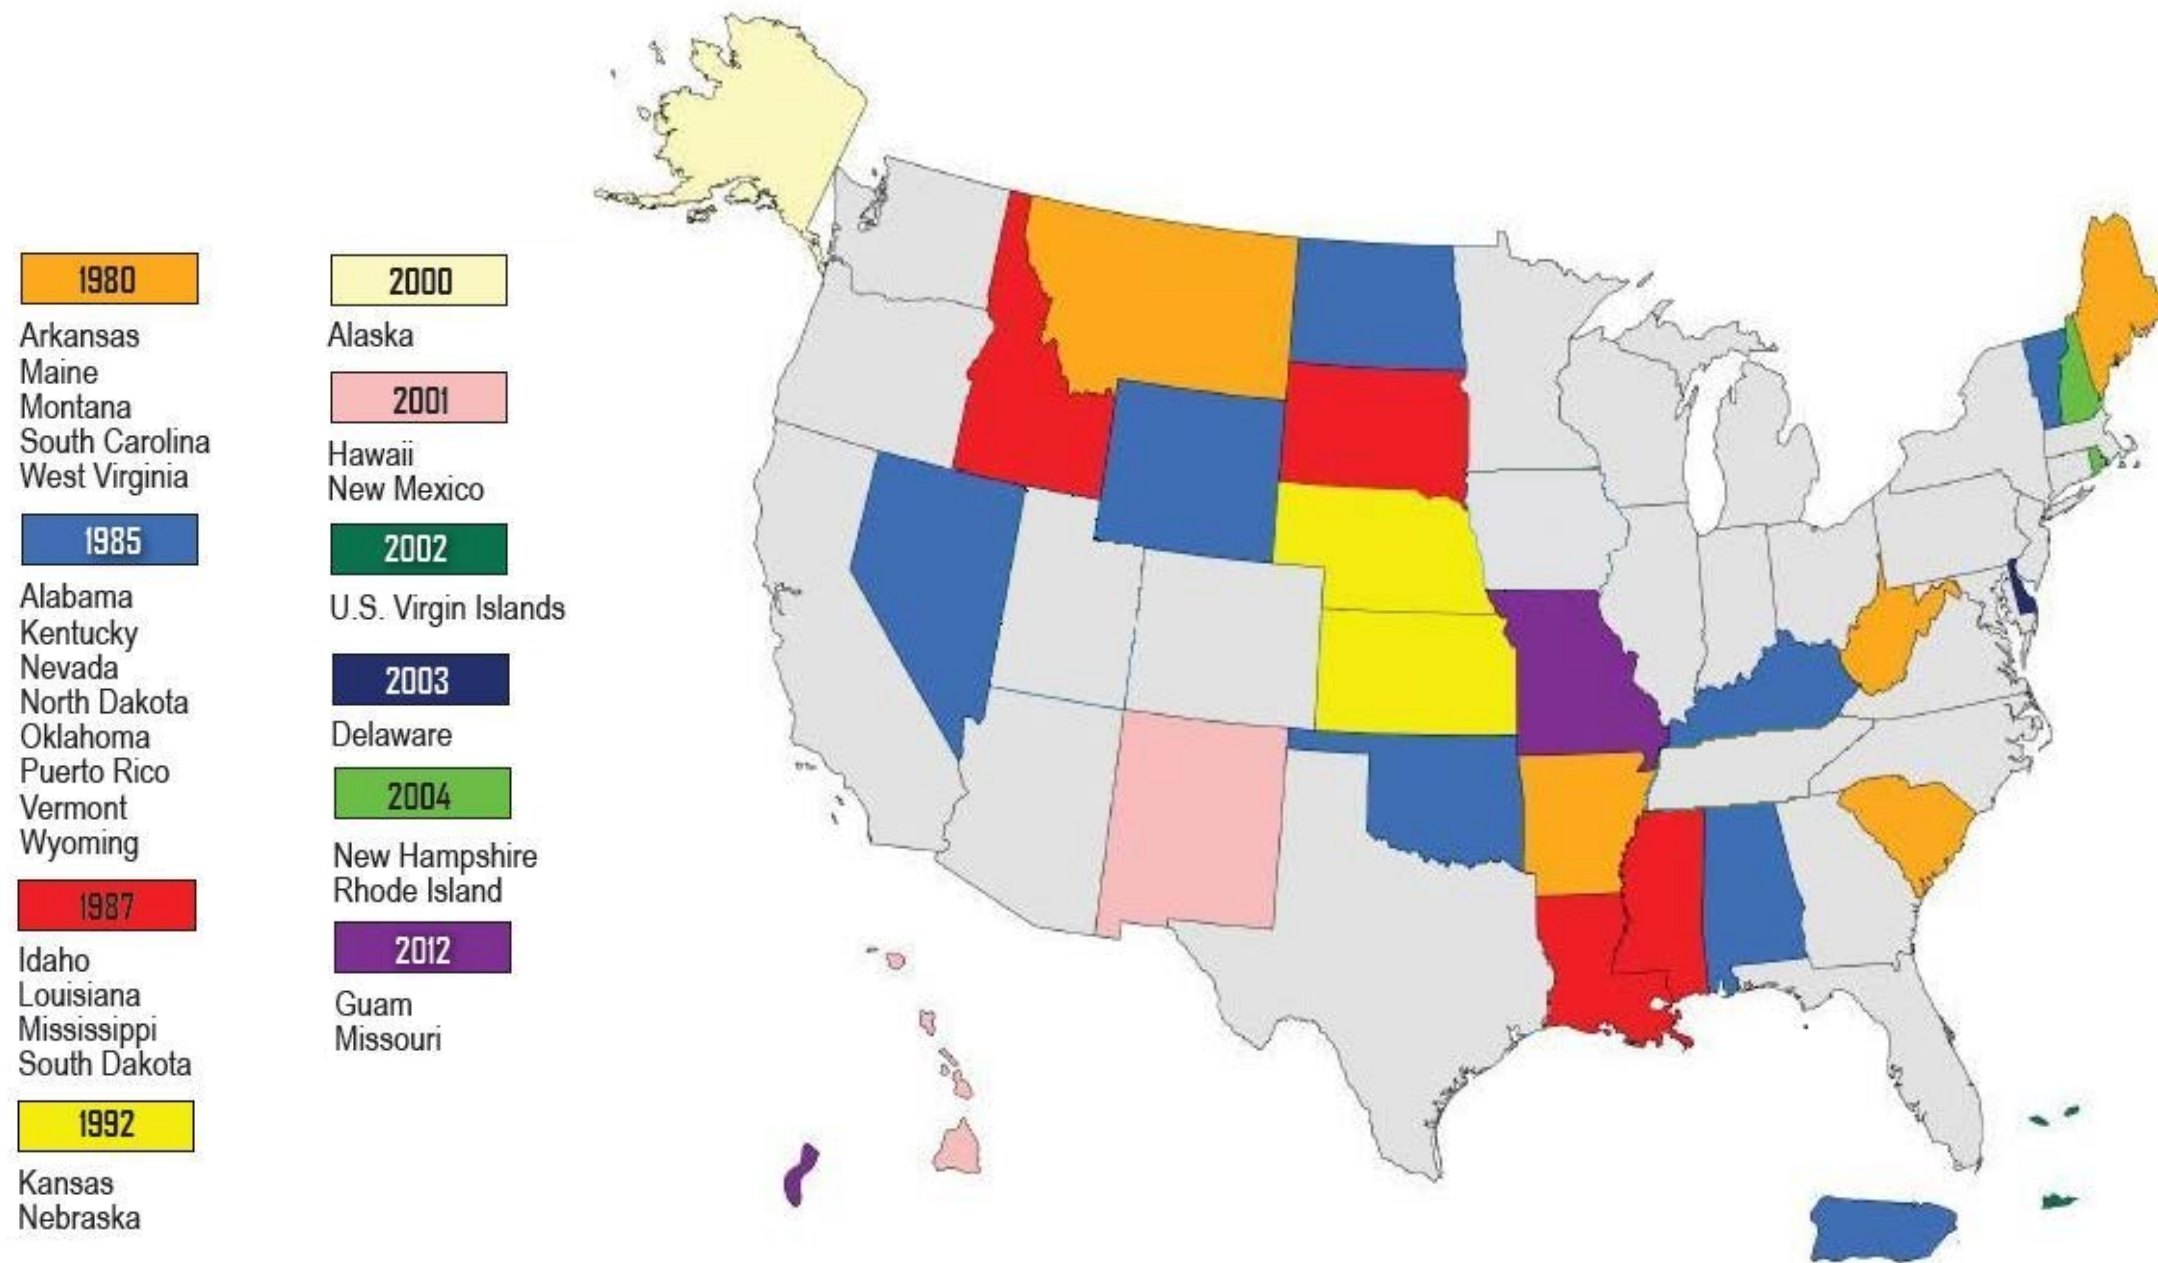 1980
Arkansas
Maine
Montana
South Carolina
West Virginia
1985
Alabama
Kentucky
Nevada
North Dakota
Oklahoma
Puerto Rico
Vermont
Wyoming
1987
Idaho
Louisiana
Mississippi
South Dakota
1992
Kansas
Nebraska
2000
Alaska
2001
Hawaii
New Mexico
2002
U.S. Virgin Islands
2003
Delaware
2004
New Hampshire
Rhode Island
2012
Guam
Missouri